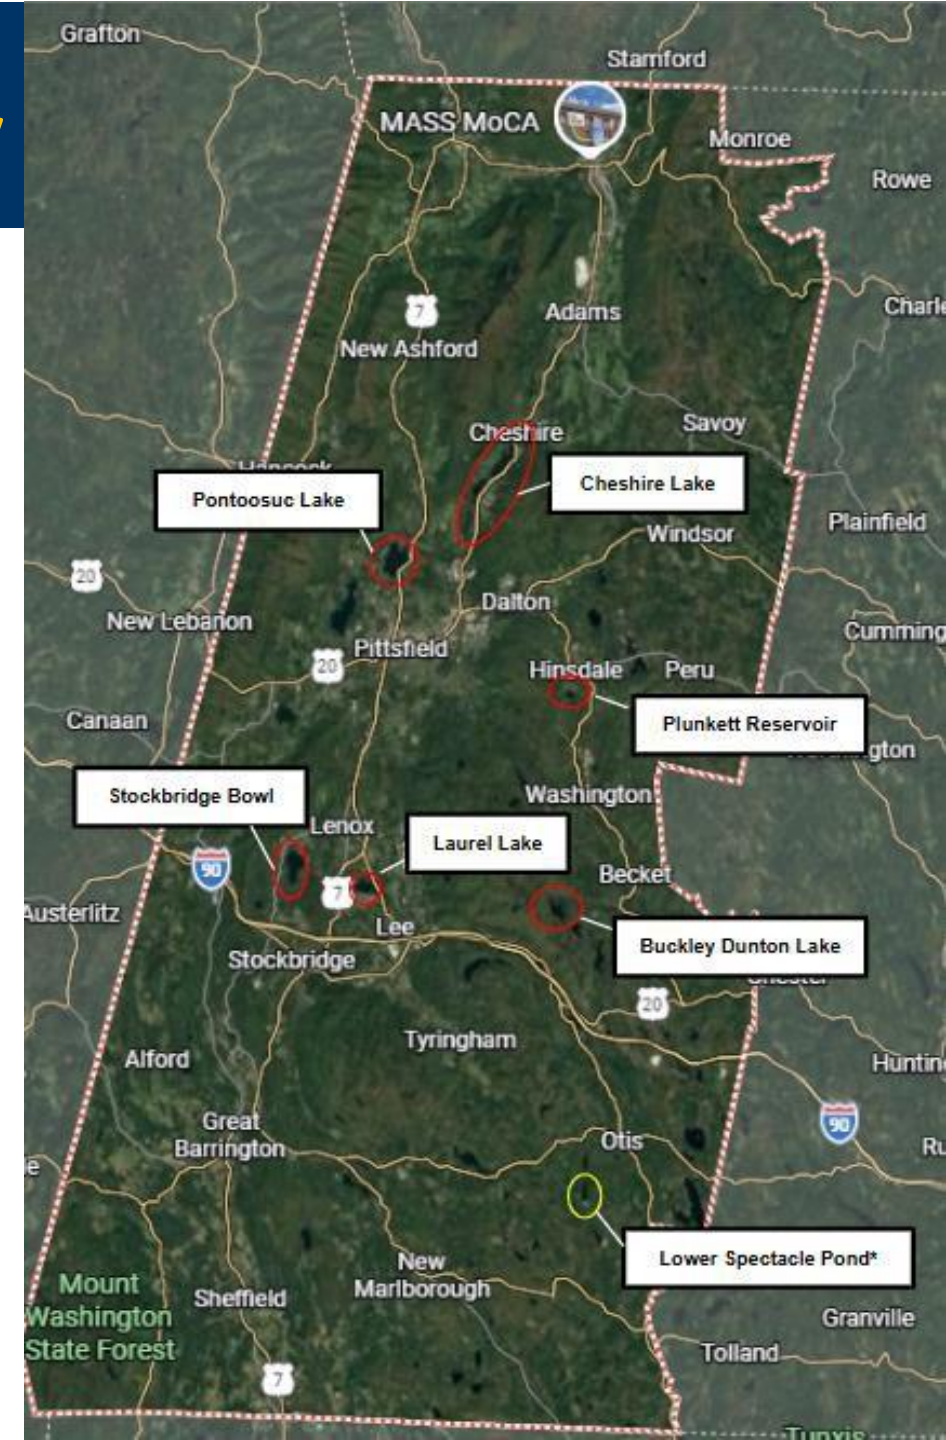 Grafton
Stamford
MASS MoCA
Monroe
Rowe
7
Adams
New Ashford
Cheshire
Savoy
Hancock
Pontoosuc Lake
Cheshire Lake
Plainfield
Windsor
20
Dalton
New Lebanon
Pittsfield
20
Hinsdale
Peru
Canaan
Plunkett Reservoir
Stockbridge Bowl
Washington
Lenox
Laurel Lake
90
7
Becket
Austerlitz
Lee
Buckley Dunton Lake
Stockbridge
Chester
20
Tyringham
Alford
90
Great
Barrington
Otis
Lower Spectacle Pond*
New
Marlborough
Mount
Washington
State Forest
Sheffield
Granville
Tolland
7
Tunxis